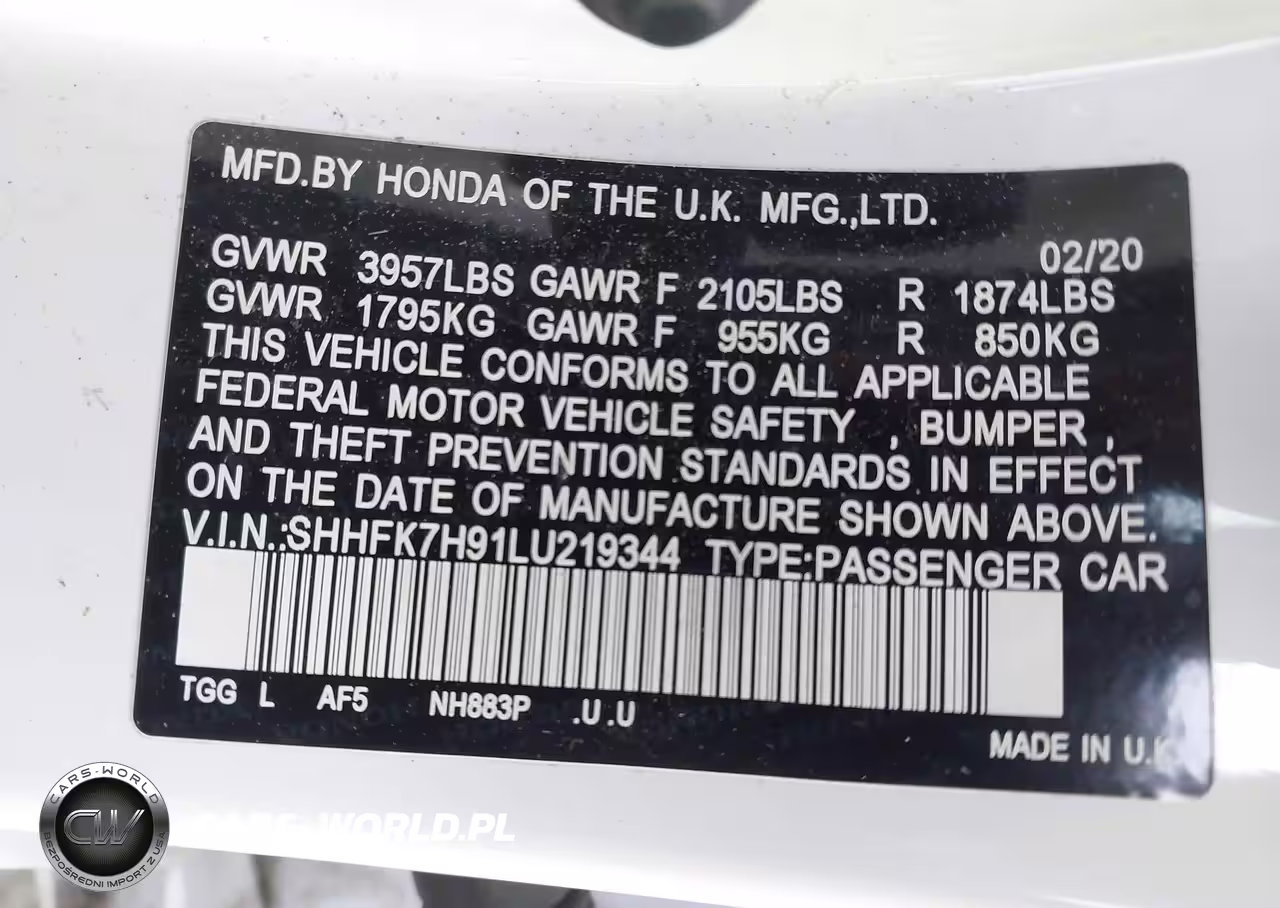 MFD.BY HONDA OF THE U.K. MFG.,LTD.
02/'20
GVWR 3957LBS GAWR F 2105LBS R 1874LBS
GVWR 1795KG GAWR F 955KG R 850KG
THIS VEHICLE CONFORMS TO ALL APPLICABLE
FEDERAL MOTOR VEHICLE SAFETY , BUMPER ,
AND THEFT PREVENTION STANDARDS IN EFFECT
ON THE DATE OF MANUFACTURE SHOWN ABOVE.
V.I.N.:SHHFK7H91LU219344 TYPE:PASSENGER CAR
TGG L AF5 NH883P .U.U
MADE IN U.K
CARS-WORLD
CW
BEZPOŚREDNI IMPORT Z USA
CARS-WORLD.PL